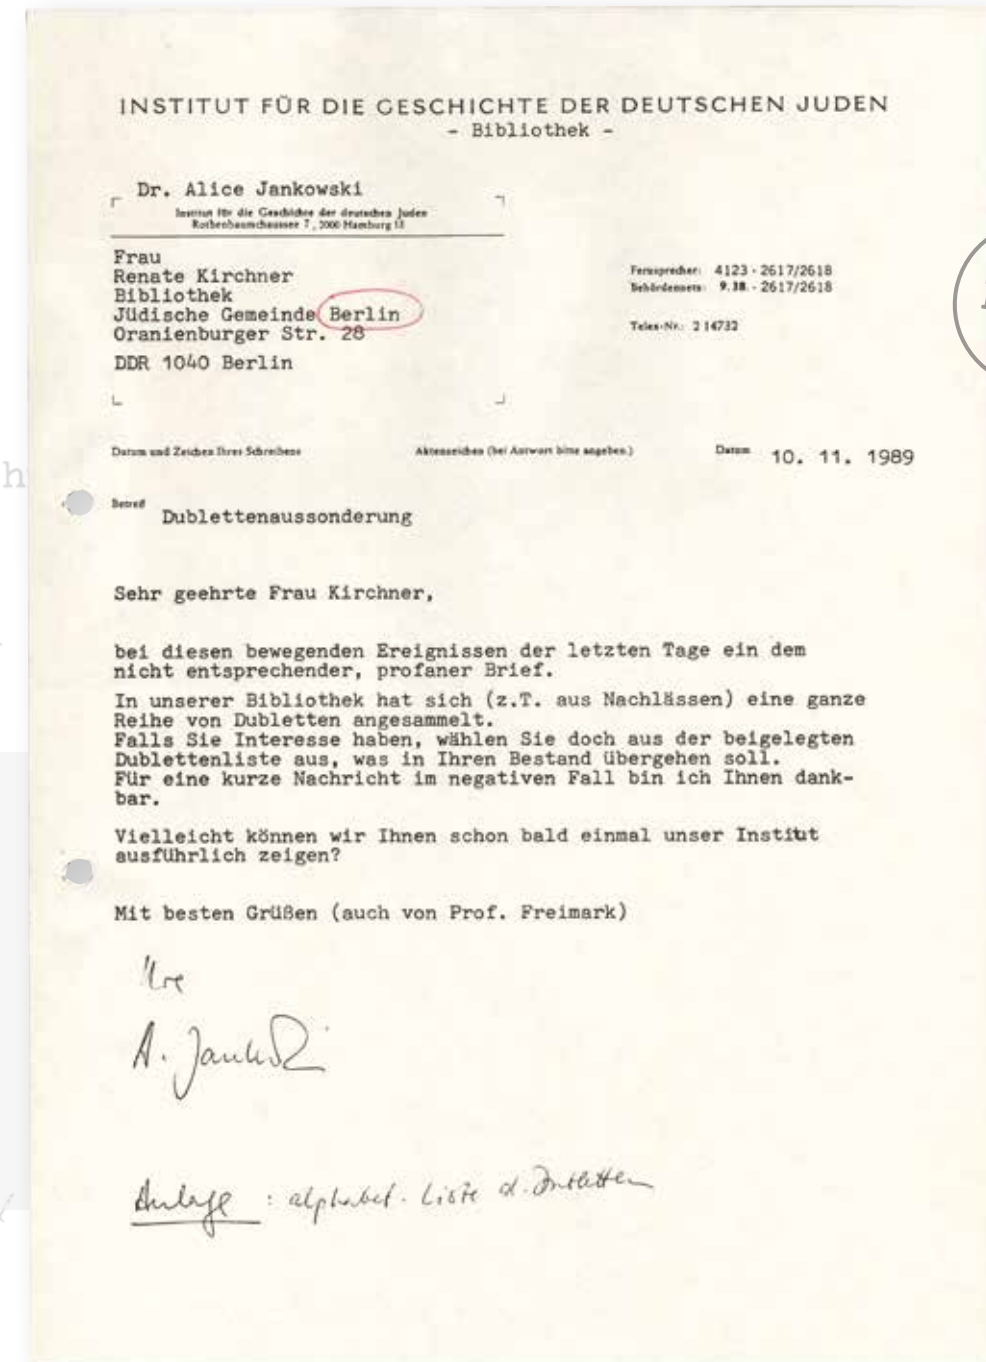 INSTITUT FÜR DIE GESCHICHTE DER DEUTSCHEN JUDEN
- Bibliothek -
Dr. Alice Jankowski
Institut für die Geschichte der deutschen Juden
Rothenbaumchaussee 7, 2000 Hamburg 13
Frau
Renate Kirchner
Bibliothek
Jüdische Gemeinde Berlin
Oranienburger Str. 28
DDR 1040 Berlin
Fernsprecher: 4123 - 2617/2618
Behördennetz: 9.38. - 2617/2618
Telex-Nr.: 2 14732
Datum und Zeichen Ihres Schreibens
Aktenzeichen (bei Antwort bitte angeben.)
Datum 10. 11. 1989
h
Betreff Dublettenaussonderung
Sehr geehrte Frau Kirchner,
bei diesen bewegenden Ereignissen der letzten Tage ein dem
nicht entsprechender, profaner Brief.
In unserer Bibliothek hat sich (z.T. aus Nachlässen) eine ganze
Reihe von Dubletten angesammelt.
Falls Sie Interesse haben, wählen Sie doch aus der beigelegten
Dublettenliste aus, was in Ihren Bestand übergehen soll.
Für eine kurze Nachricht im negativen Fall bin ich Ihnen dank-
bar.
Vielleicht können wir Ihnen schon bald einmal unser Institut
ausführlich zeigen?
Mit besten Grüßen (auch von Prof. Freimark)
Ihre
A. Jankowski
Anlage : alphabet. Liste d. Dubletten